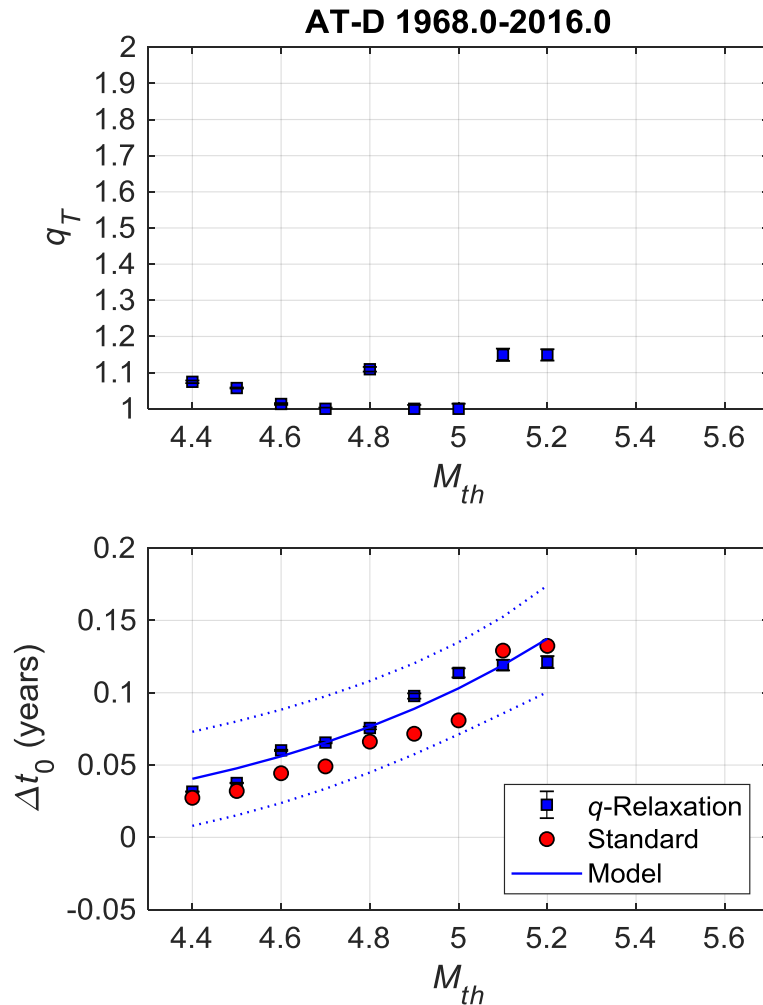 AT-D 1968.0-2016.0
2
1.9
1.8
1.7
1.6
1.5
1.4
1.3
1.2
1.1
1
q_T
4.4 4.6 4.8 5 5.2 5.4 5.6
M_th
0.2
0.15
0.1
0.05
0
-0.05
Δt_0 (years)
q-Relaxation
Standard
Model
4.4 4.6 4.8 5 5.2 5.4 5.6
M_th